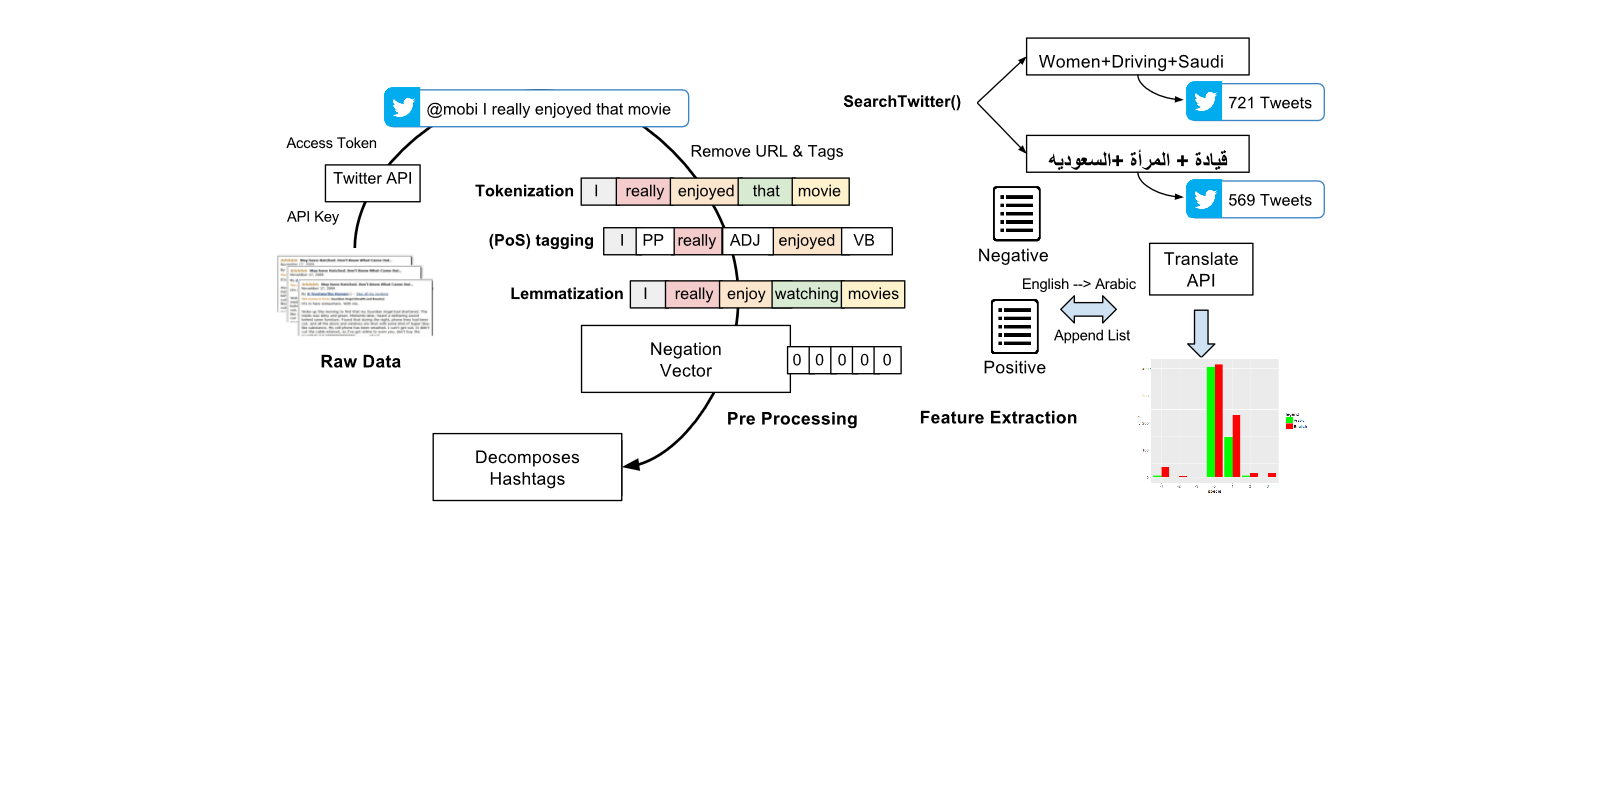 @mobi I really enjoyed that movie
Access Token
Twitter API
API Key
Raw Data
Remove URL & Tags
Tokenization I really enjoyed that movie
(PoS) tagging I PP really ADJ enjoyed VB
Lemmatization I really enjoy watching movies
Negation
Vector
0 0 0 0 0
Pre Processing
Decomposes
Hashtags
SearchTwitter()
Women+Driving+Saudi
721 Tweets
قيادة + المرأة +السعوديه
569 Tweets
Negative
Positive
English --> Arabic
Append List
Translate
API
Feature Extraction